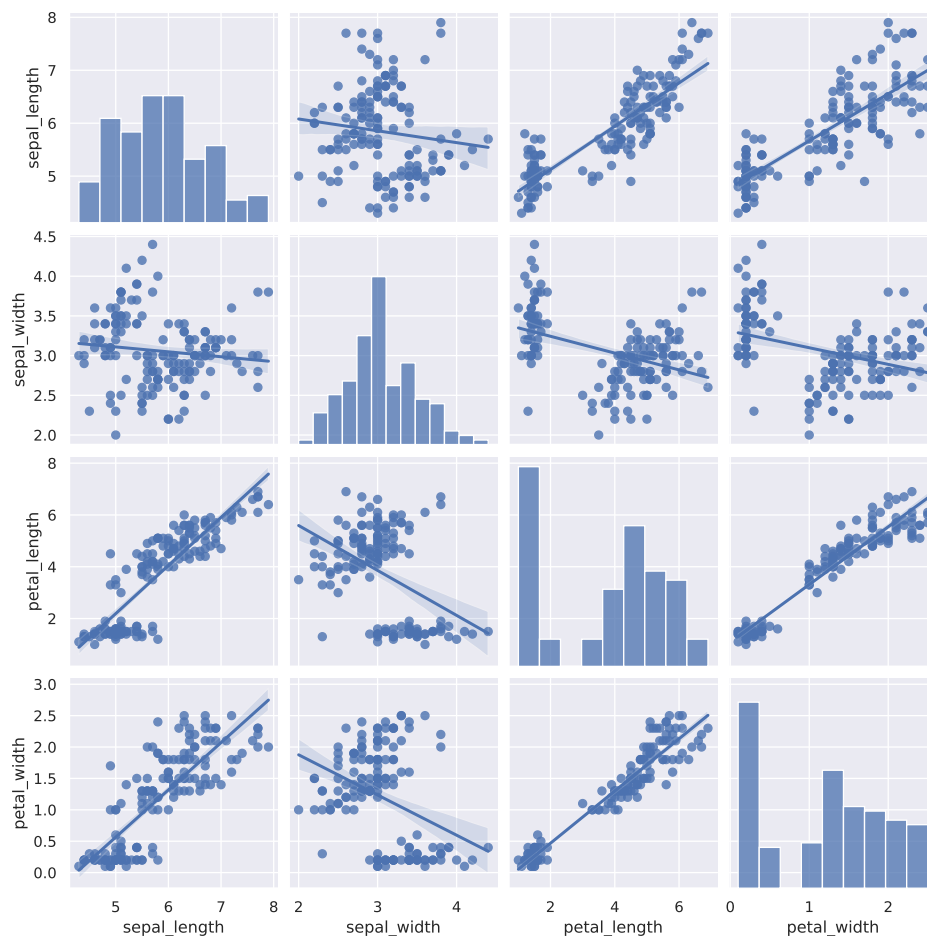 8
7
6
5
sepal_length
4.5
4.0
3.5
3.0
2.5
2.0
sepal_width
8
6
4
2
petal_length
3.0
2.5
2.0
1.5
1.0
0.5
0.0
petal_width
5 6 7 8
sepal_length
2 3 4
sepal_width
2 4 6
petal_length
0 1 2
petal_width